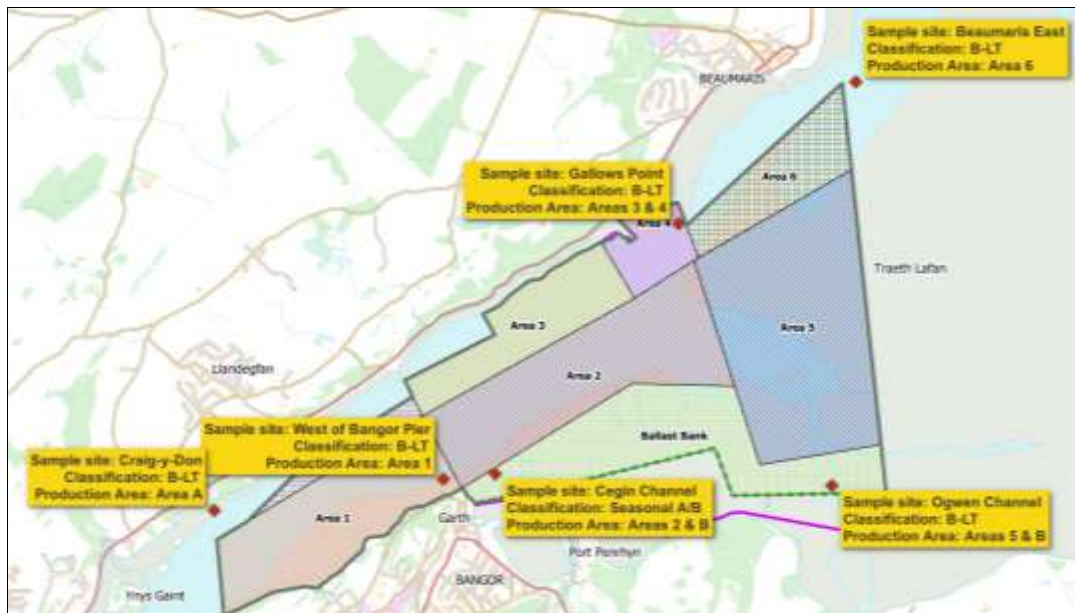 Sample site: Beaumaris East
Classification: B-LT
Production Area: Area 6
BEAUMARIS
Sample site: Gallows Point
Classification: B-LT
Production Area: Areas 3 & 4
Area 6
Area 4
Traeth Lafan
Area 3
Area 5
Llandegfan
Area 2
Sample site: West of Bangor Pier
Classification: B-LT
Production Area: Area 1
Ballast Bank
Sample site: Craig-y-Don
Classification: B-LT
Production Area: Area A
Sample site: Cegin Channel
Classification: Seasonal A/B
Production Area: Areas 2 & B
Sample site: Ogwen Channel
Classification: B-LT
Production Area: Areas 5 & B
Area 1
Garth
Port Penrhyn
BANGOR
Ynys Gaint